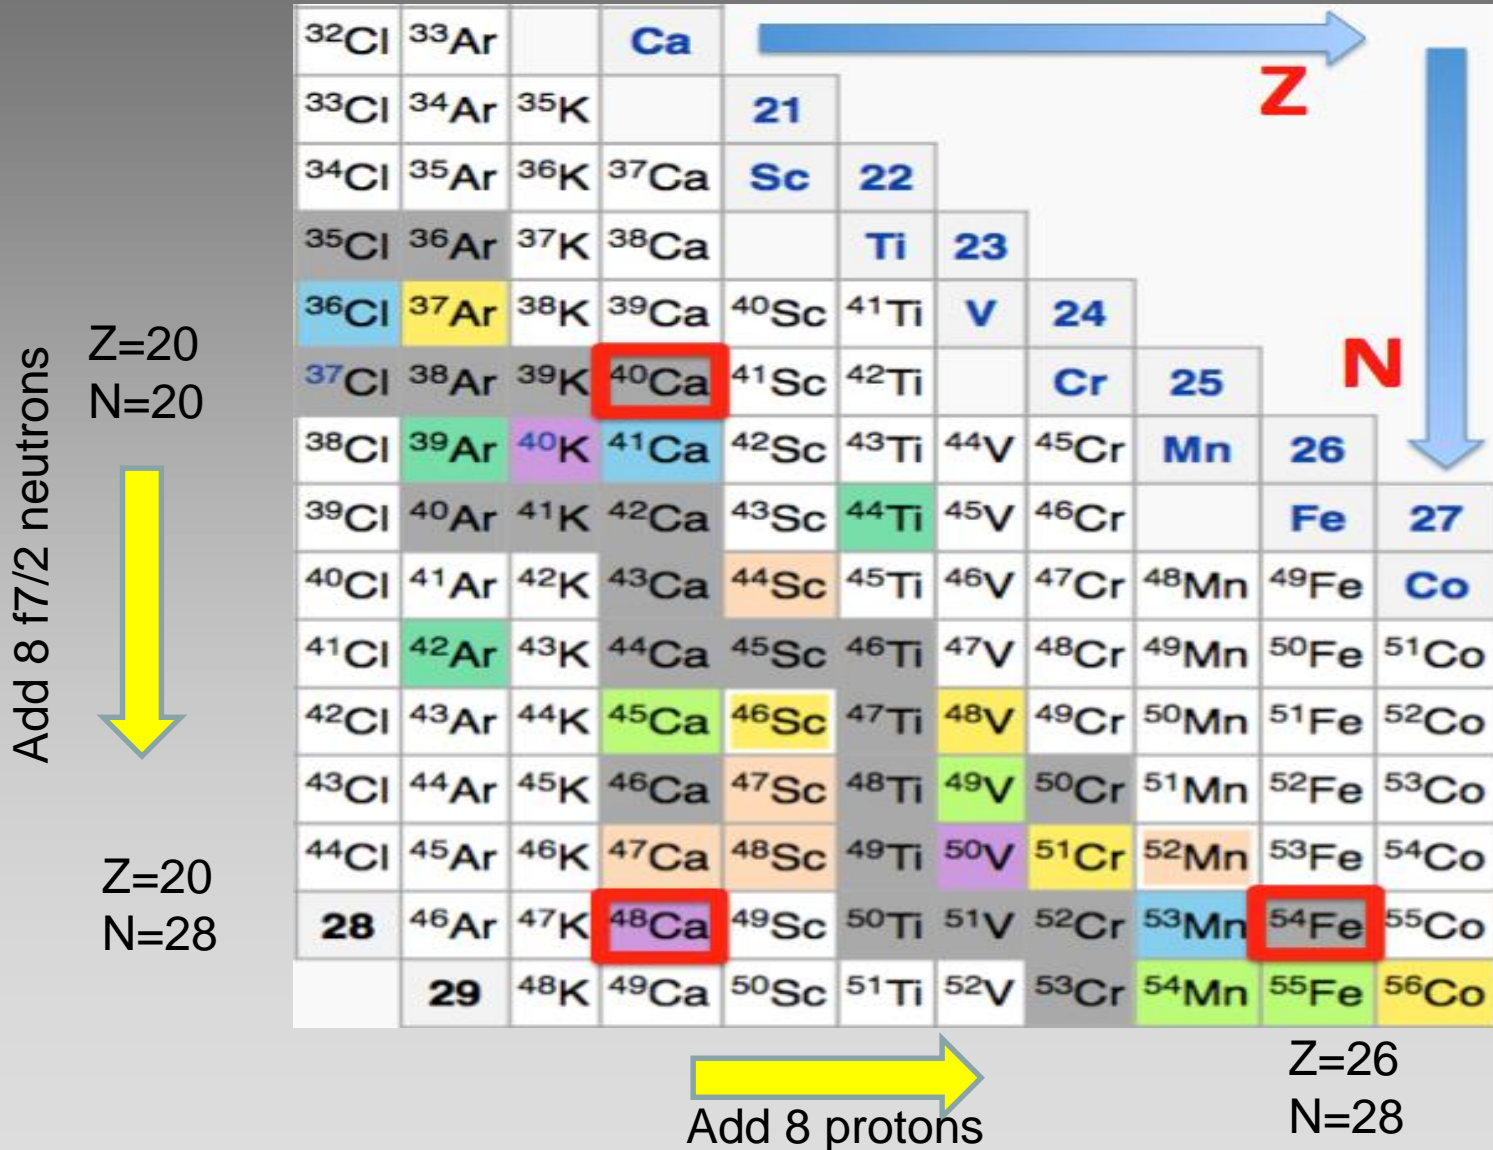 ³²Cl ³³Ar Ca
Z
³³Cl ³⁴Ar ³⁵K 21
³⁴Cl ³⁵Ar ³⁶K ³⁷Ca Sc 22
³⁵Cl ³⁶Ar ³⁷K ³⁸Ca Ti 23
³⁶Cl ³⁷Ar ³⁸K ³⁹Ca ⁴⁰Sc ⁴¹Ti V 24
N
³⁷Cl ³⁸Ar ³⁹K ⁴⁰Ca ⁴¹Sc ⁴²Ti Cr 25
³⁸Cl ³⁹Ar ⁴⁰K ⁴¹Ca ⁴²Sc ⁴³Ti ⁴⁴V ⁴⁵Cr Mn 26
³⁹Cl ⁴⁰Ar ⁴¹K ⁴²Ca ⁴³Sc ⁴⁴Ti ⁴⁵V ⁴⁶Cr Fe 27
⁴⁰Cl ⁴¹Ar ⁴²K ⁴³Ca ⁴⁴Sc ⁴⁵Ti ⁴⁶V ⁴⁷Cr ⁴⁸Mn ⁴⁹Fe Co
⁴¹Cl ⁴²Ar ⁴³K ⁴⁴Ca ⁴⁵Sc ⁴⁶Ti ⁴⁷V ⁴⁸Cr ⁴⁹Mn ⁵⁰Fe ⁵¹Co
⁴²Cl ⁴³Ar ⁴⁴K ⁴⁵Ca ⁴⁶Sc ⁴⁷Ti ⁴⁸V ⁴⁹Cr ⁵⁰Mn ⁵¹Fe ⁵²Co
⁴³Cl ⁴⁴Ar ⁴⁵K ⁴⁶Ca ⁴⁷Sc ⁴⁸Ti ⁴⁹V ⁵⁰Cr ⁵¹Mn ⁵²Fe ⁵³Co
⁴⁴Cl ⁴⁵Ar ⁴⁶K ⁴⁷Ca ⁴⁸Sc ⁴⁹Ti ⁵⁰V ⁵¹Cr ⁵²Mn ⁵³Fe ⁵⁴Co
28 ⁴⁶Ar ⁴⁷K ⁴⁸Ca ⁴⁹Sc ⁵⁰Ti ⁵¹V ⁵²Cr ⁵³Mn ⁵⁴Fe ⁵⁵Co
29 ⁴⁸K ⁴⁹Ca ⁵⁰Sc ⁵¹Ti ⁵²V ⁵³Cr ⁵⁴Mn ⁵⁵Fe ⁵⁶Co
Z=20
N=20
Add 8 f7/2 neutrons
Z=20
N=28
Add 8 protons
Z=26
N=28